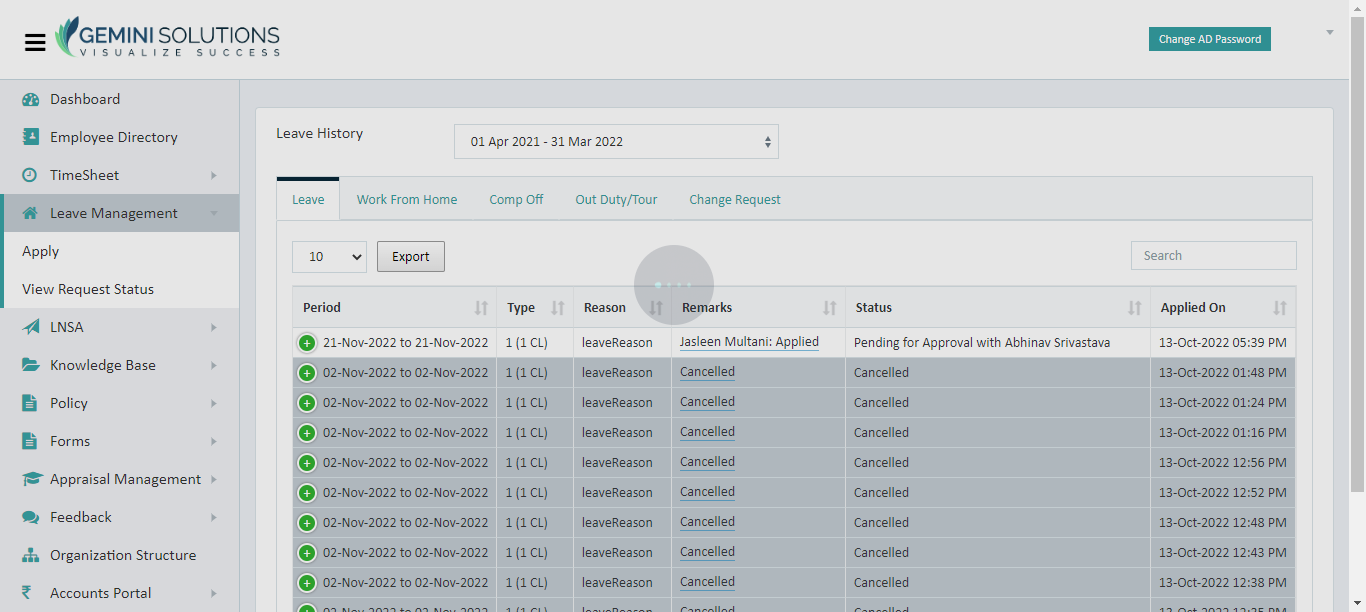 GEMINI SOLUTIONS
VISUALIZE SUCCESS
Change AD Password
Dashboard
Employee Directory
TimeSheet
Leave Management
Apply
View Request Status
LNSA
Knowledge Base
Policy
Forms
Appraisal Management
Feedback
Organization Structure
Accounts Portal
Leave History
01 Apr 2021 - 31 Mar 2022
Leave Work From Home Comp Off Out Duty/Tour Change Request
10 Export Search
Period Type Reason Remarks Status Applied On
21-Nov-2022 to 21-Nov-2022 1 (1 CL) leaveReason Jasleen Multani: Applied Pending for Approval with Abhinav Srivastava 13-Oct-2022 05:39 PM
02-Nov-2022 to 02-Nov-2022 1 (1 CL) leaveReason Cancelled Cancelled 13-Oct-2022 01:48 PM
02-Nov-2022 to 02-Nov-2022 1 (1 CL) leaveReason Cancelled Cancelled 13-Oct-2022 01:24 PM
02-Nov-2022 to 02-Nov-2022 1 (1 CL) leaveReason Cancelled Cancelled 13-Oct-2022 01:16 PM
02-Nov-2022 to 02-Nov-2022 1 (1 CL) leaveReason Cancelled Cancelled 13-Oct-2022 12:56 PM
02-Nov-2022 to 02-Nov-2022 1 (1 CL) leaveReason Cancelled Cancelled 13-Oct-2022 12:52 PM
02-Nov-2022 to 02-Nov-2022 1 (1 CL) leaveReason Cancelled Cancelled 13-Oct-2022 12:48 PM
02-Nov-2022 to 02-Nov-2022 1 (1 CL) leaveReason Cancelled Cancelled 13-Oct-2022 12:43 PM
02-Nov-2022 to 02-Nov-2022 1 (1 CL) leaveReason Cancelled Cancelled 13-Oct-2022 12:38 PM